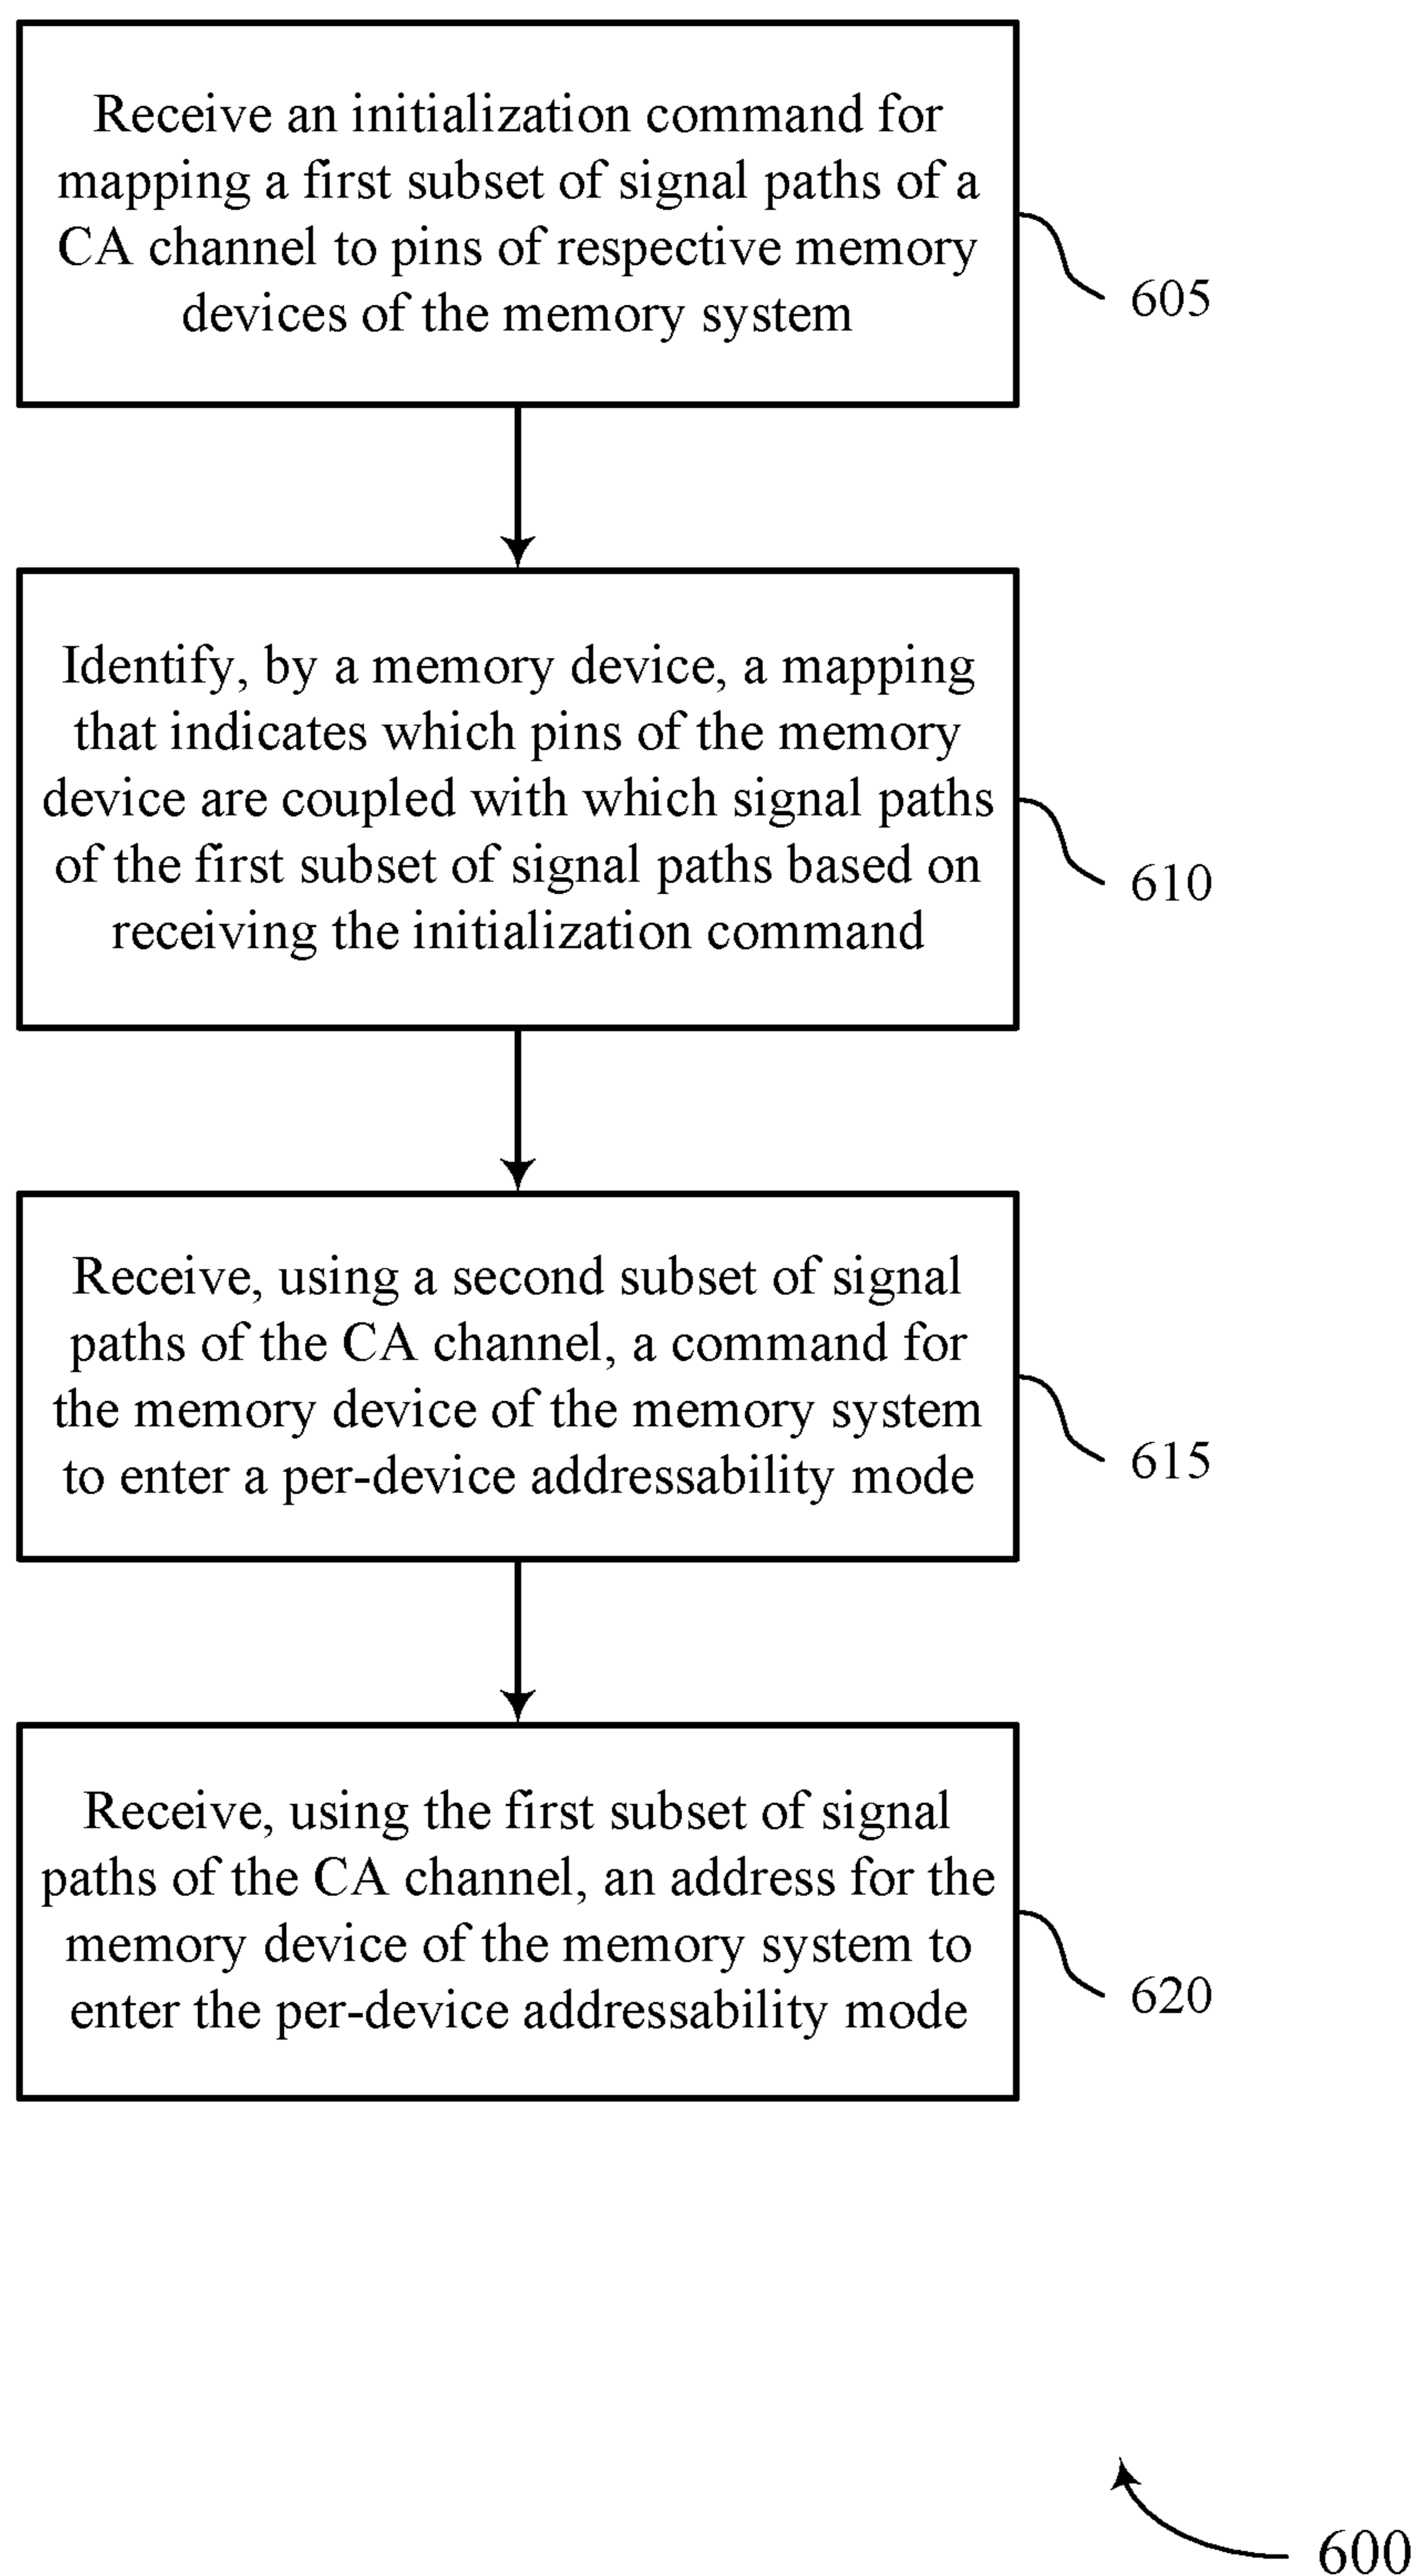 Receive an initialization command for
mapping a first subset of signal paths of a
CA channel to pins of respective memory
devices of the memory system
605
Identify, by a memory device, a mapping
that indicates which pins of the memory
device are coupled with which signal paths
of the first subset of signal paths based on
receiving the initialization command
610
Receive, using a second subset of signal
paths of the CA channel, a command for
the memory device of the memory system
to enter a per-device addressability mode
615
Receive, using the first subset of signal
paths of the CA channel, an address for the
memory device of the memory system to
enter the per-device addressability mode
620
600